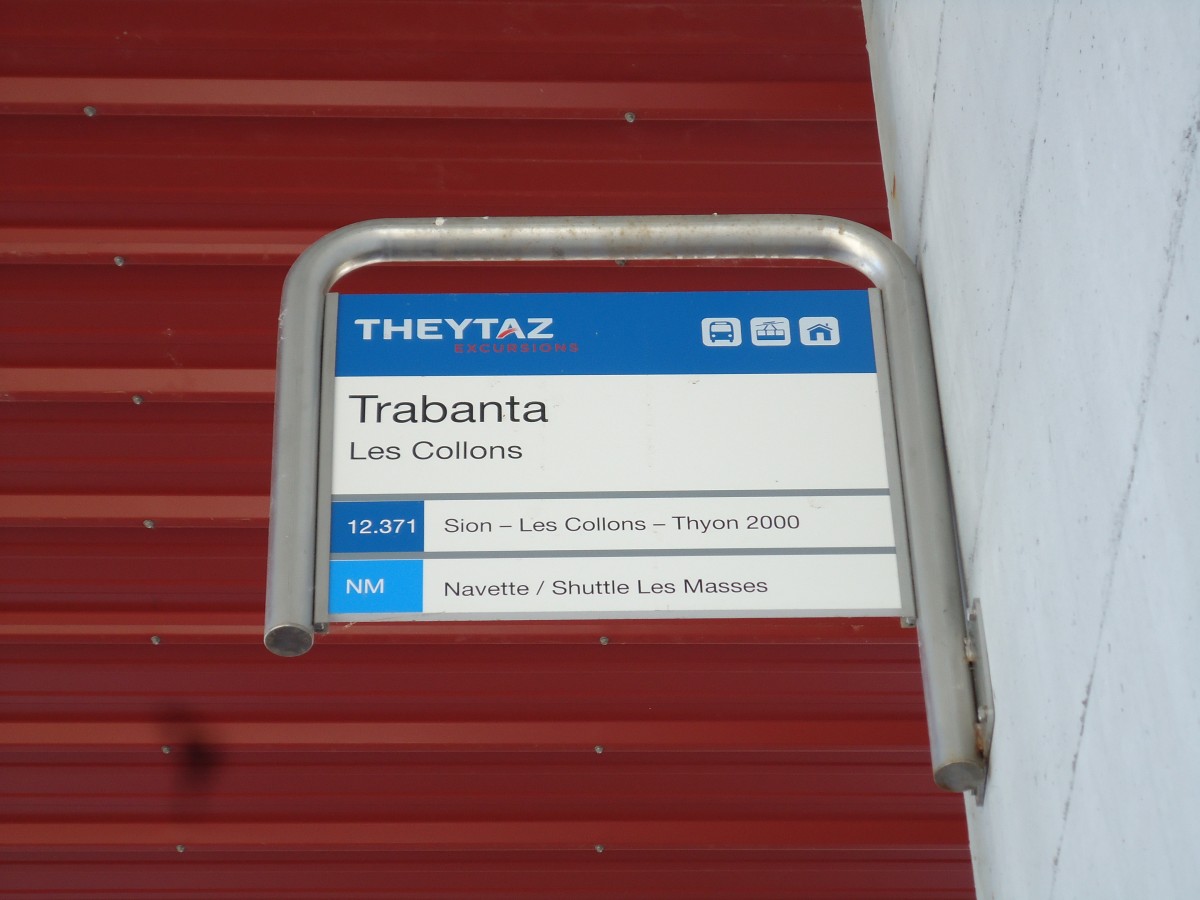 THEYTAZ
EXCURSIONS
Trabanta
Les Collons
12.371 Sion – Les Collons – Thyon 2000
NM Navette / Shuttle Les Masses